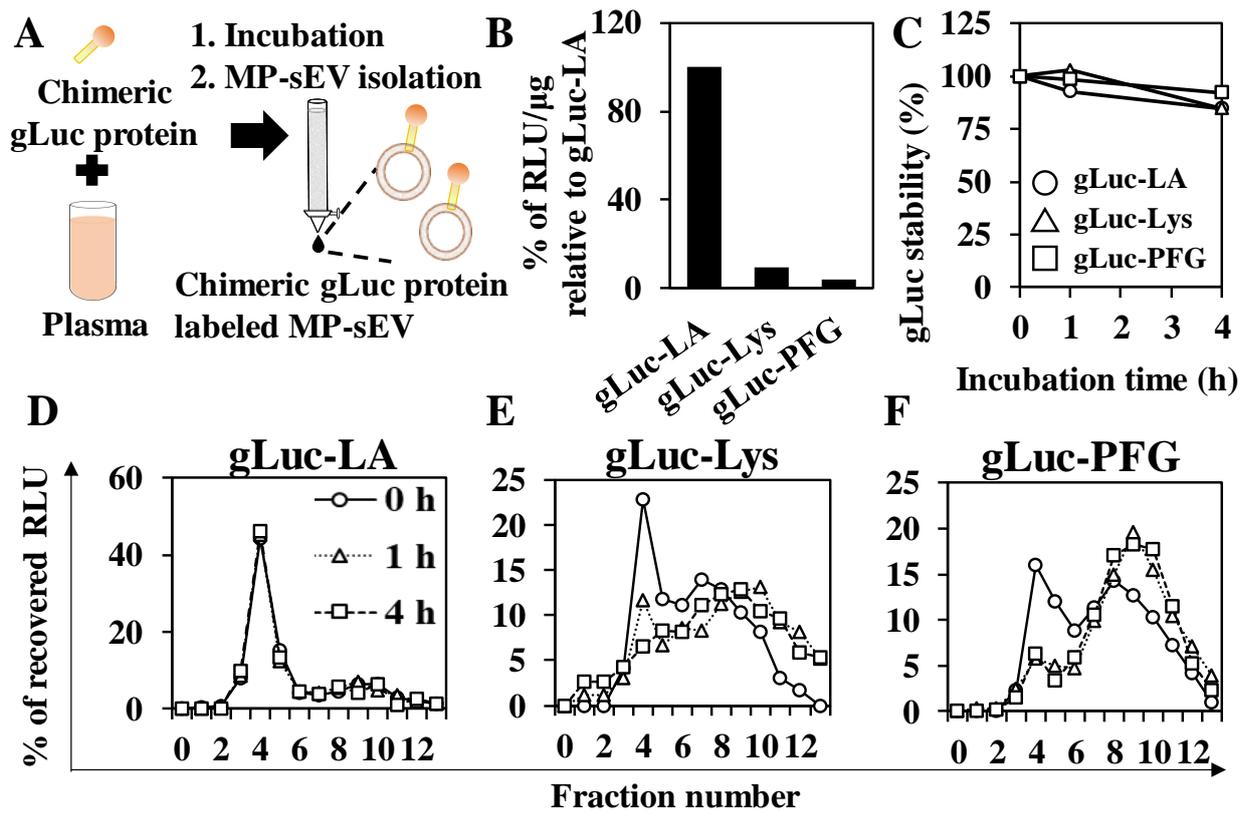 A
1. Incubation
2. MP-sEV isolation
Chimeric
gLuc protein
Plasma
Chimeric gLuc protein
labeled MP-sEV
B
% of RLU/µg
relative to gLuc-LA
120
80
40
0
gLuc-LA
gLuc-Lys
gLuc-PFG
C
gLuc stability (%)
125
100
75
50
25
0
gLuc-LA
gLuc-Lys
gLuc-PFG
0 1 2 3 4
Incubation time (h)
D
gLuc-LA
% of recovered RLU
60
40
20
0
0 h
1 h
4 h
0 2 4 6 8 10 12
E
gLuc-Lys
25
20
15
10
5
0
0 2 4 6 8 10 12
F
gLuc-PFG
25
20
15
10
5
0
0 2 4 6 8 10 12
Fraction number